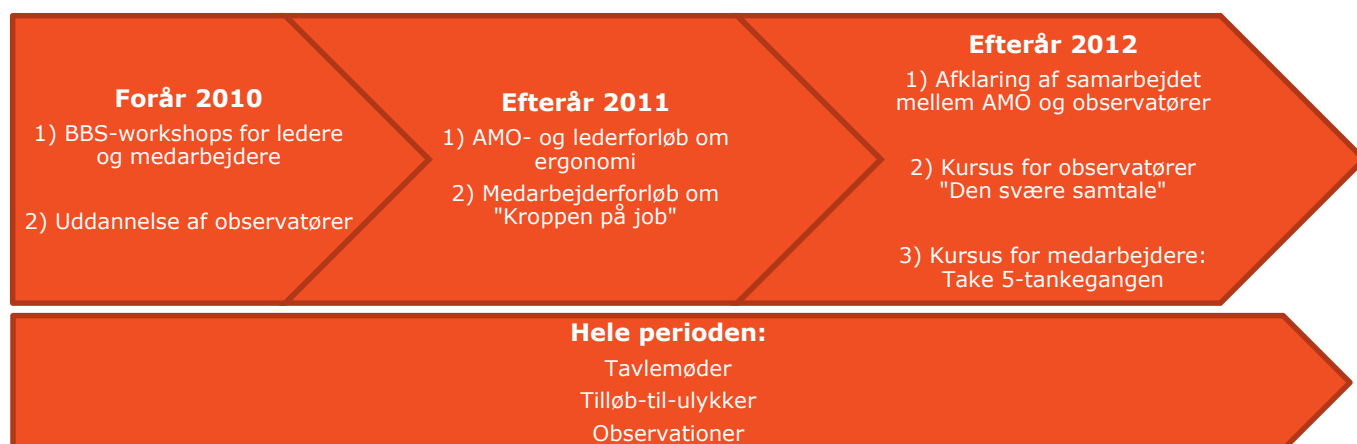 Forår 2010
1) BBS-workshops for ledere
og medarbejdere
2) Uddannelse af observatører
Efterår 2011
1) AMO- og lederforløb om
ergonomi
2) Medarbejderforløb om
"Kroppen på job"
Efterår 2012
1) Afklaring af samarbejdet
mellem AMO og observatører
2) Kursus for observatører
"Den svære samtale"
3) Kursus for medarbejdere:
Take 5-tankegangen
Hele perioden:
Tavlemøder
Tilløb-til-ulykker
Observationer